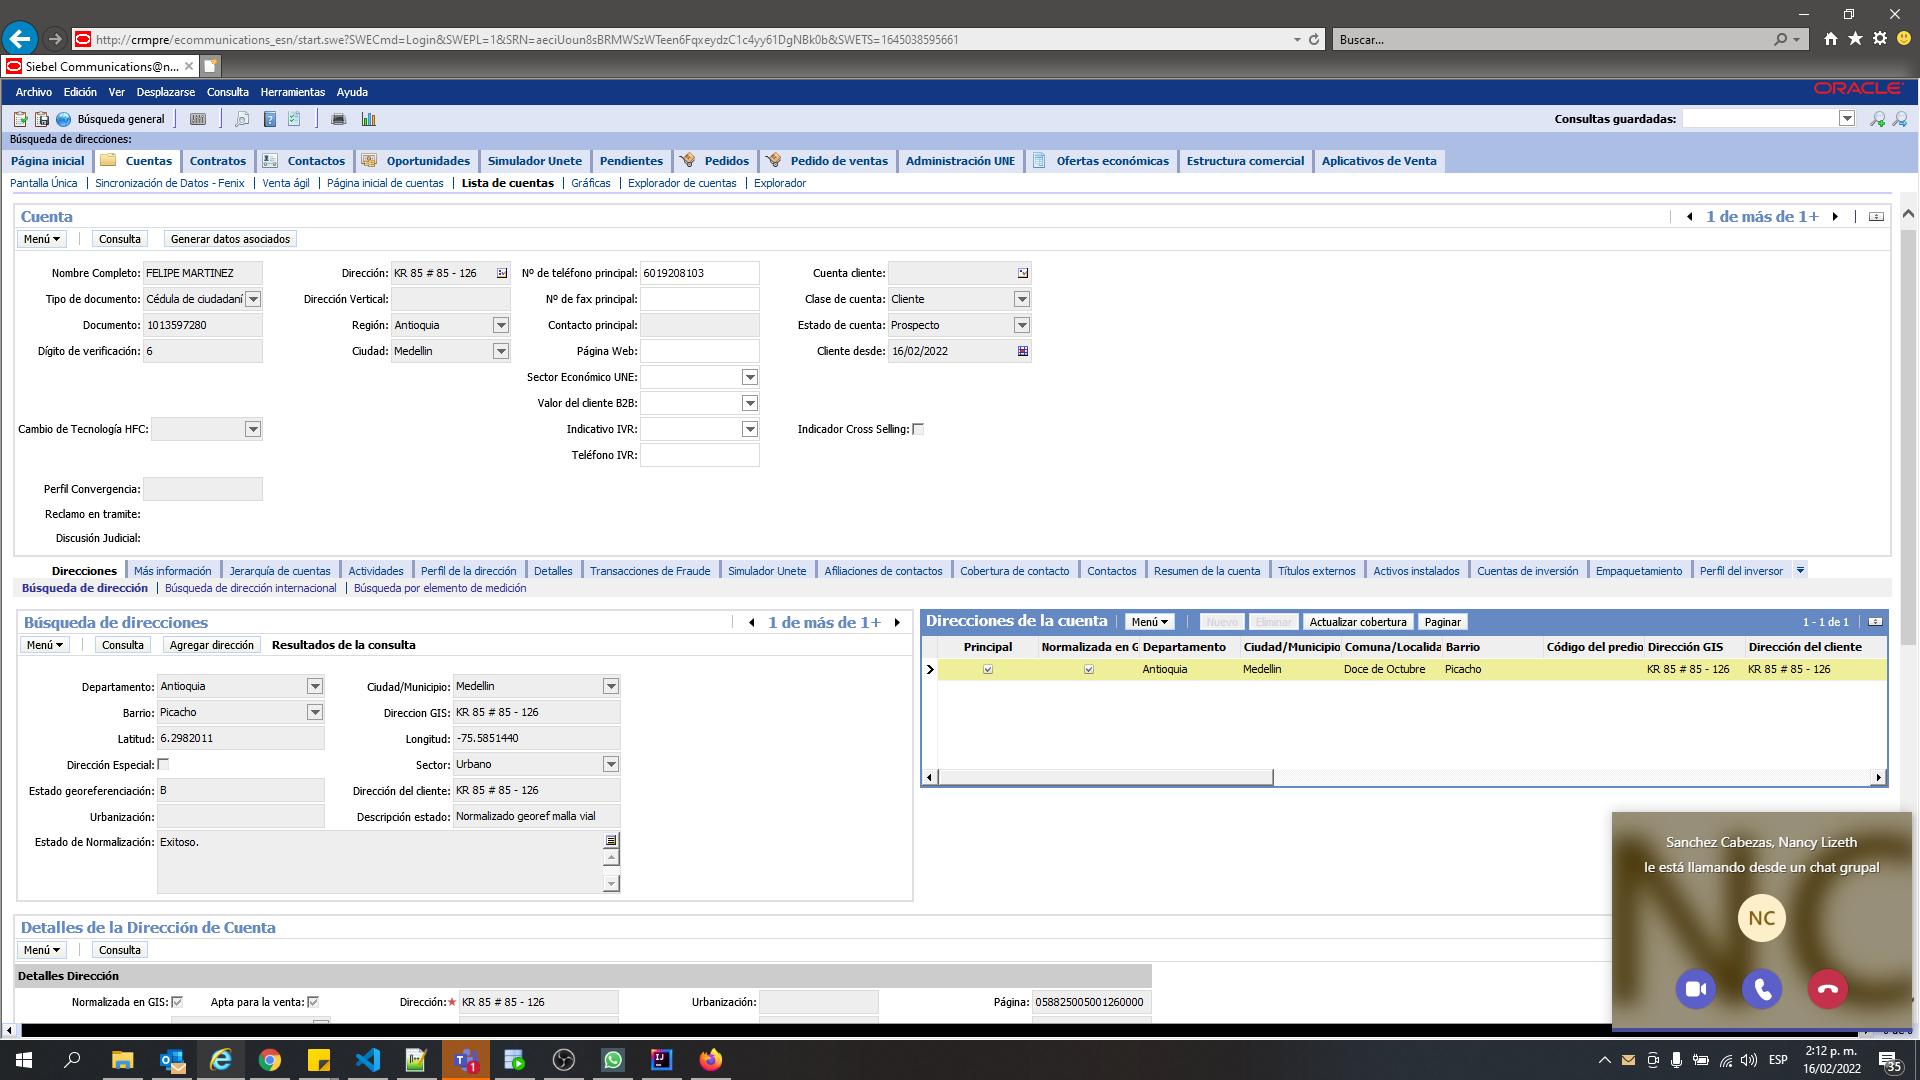 http://crmpre/ecommunications_esn/start.swe?SWECmd=Login&SWEPL=1&SRN=aeciUoun8sBRMWSzWTeen6FqxeydzC1c4yy61DgNBk0b&SWETS=1645038595661
Buscar...
Siebel Communications@n...
Archivo Edición Ver Desplazarse Consulta Herramientas Ayuda
ORACLE
Búsqueda general
Consultas guardadas:
Búsqueda de direcciones:
Página inicial Cuentas Contratos Contactos Oportunidades Simulador Unete Pendientes Pedidos Pedido de ventas Administración UNE Ofertas económicas Estructura comercial Aplicativos de Venta
Pantalla Única Sincronización de Datos - Fenix Venta ágil Página inicial de cuentas Lista de cuentas Gráficas Explorador de cuentas Explorador
Cuenta
1 de más de 1+
Menú Consulta Generar datos asociados
Nombre Completo: FELIPE MARTINEZ Dirección: KR 85 # 85 - 126 Nº de teléfono principal: 6019208103 Cuenta cliente:
Tipo de documento: Cédula de ciudadaní Dirección Vertical: Nº de fax principal: Clase de cuenta: Cliente
Documento: 1013597280 Región: Antioquia Contacto principal: Estado de cuenta: Prospecto
Dígito de verificación: 6 Ciudad: Medellin Página Web: Cliente desde: 16/02/2022
Sector Económico UNE:
Valor del cliente B2B:
Cambio de Tecnología HFC: Indicativo IVR: Indicador Cross Selling:
Teléfono IVR:
Perfil Convergencia:
Reclamo en tramite:
Discusión Judicial:
Direcciones Más información Jerarquía de cuentas Actividades Perfil de la dirección Detalles Transacciones de Fraude Simulador Unete Afiliaciones de contactos Cobertura de contacto Contactos Resumen de la cuenta Títulos externos Activos instalados Cuentas de inversión Empaquetamiento Perfil del inversor
Búsqueda de dirección Búsqueda de dirección internacional Búsqueda por elemento de medición
Búsqueda de direcciones
1 de más de 1+
Menú Consulta Agregar dirección Resultados de la consulta
Departamento: Antioquia Ciudad/Municipio: Medellin
Barrio: Picacho Direccion GIS: KR 85 # 85 - 126
Latitud: 6.2982011 Longitud: -75.5851440
Dirección Especial: Sector: Urbano
Estado georeferenciación: B Dirección del cliente: KR 85 # 85 - 126
Urbanización: Descripción estado: Normalizado georef malla vial
Estado de Normalización: Exitoso.
Direcciones de la cuenta
Menú Nuevo Eliminar Actualizar cobertura Paginar
1 - 1 de 1
Principal Normalizada en G Departamento Ciudad/Municipio Comuna/Localida Barrio Código del predio Dirección GIS Dirección del cliente
Antioquia Medellin Doce de Octubre Picacho KR 85 # 85 - 126 KR 85 # 85 - 126
Detalles de la Dirección de Cuenta
Menú Consulta
Detalles Dirección
Normalizada en GIS: Apta para la venta: Dirección:* KR 85 # 85 - 126 Urbanización: Página: 058825005001260000
Sanchez Cabezas, Nancy Lizeth
le está llamando desde un chat grupal
NC
NC
ESP
2:12 p. m.
16/02/2022
35
1